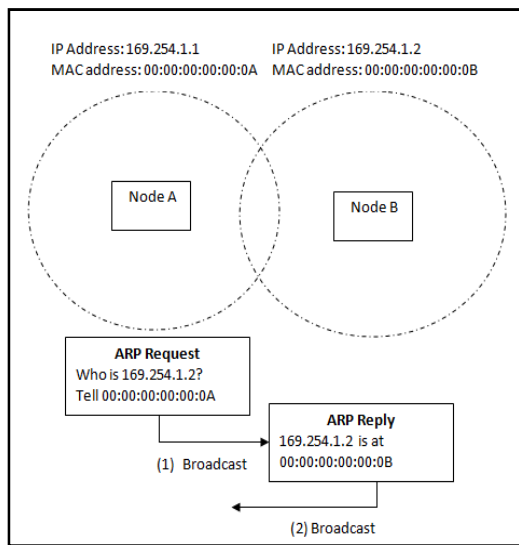 IP Address: 169.254.1.1
MAC address: 00:00:00:00:00:0A
IP Address: 169.254.1.2
MAC address: 00:00:00:00:00:0B
Node A
Node B
ARP Request
Who is 169.254.1.2?
Tell 00:00:00:00:00:0A
(1) Broadcast
ARP Reply
169.254.1.2 is at
00:00:00:00:00:0B
(2) Broadcast